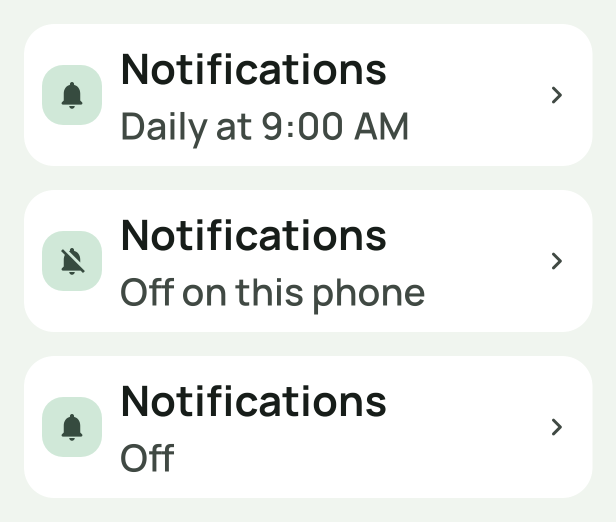 Notifications
Daily at 9:00 AM
Notifications
Off on this phone
Notifications
Off